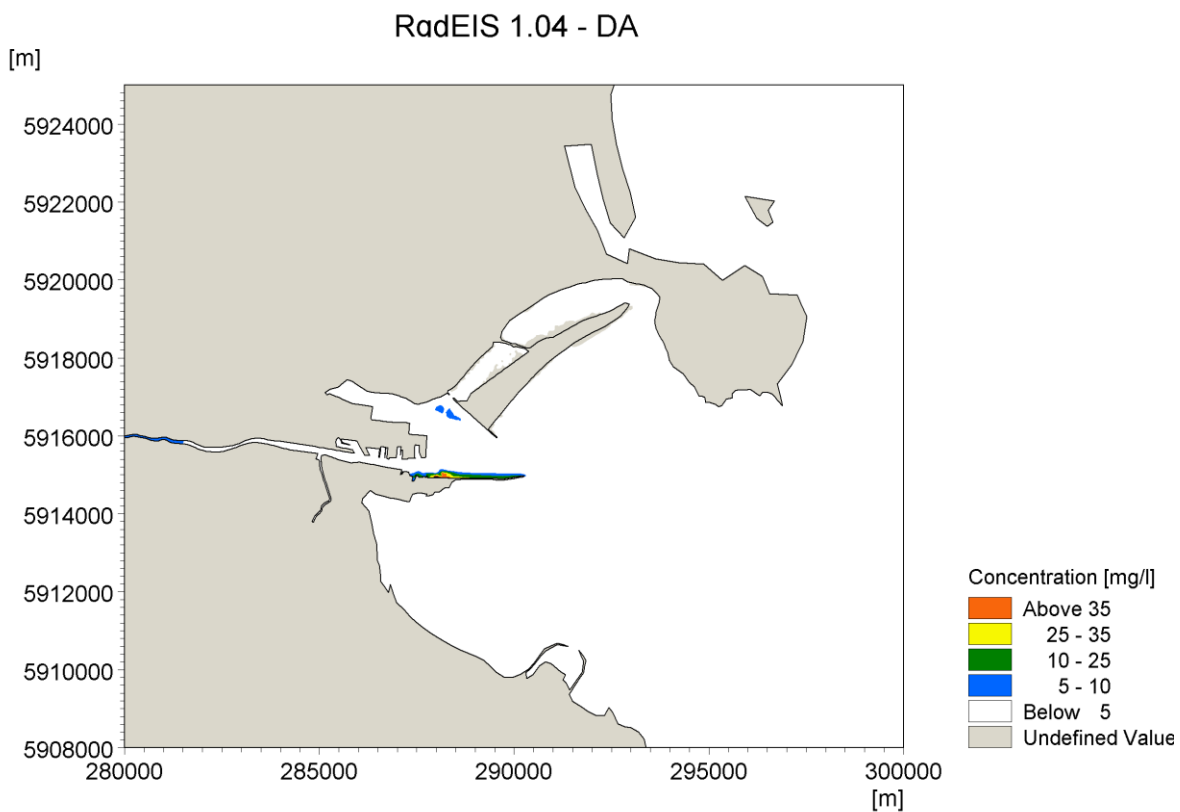 RadEIS 1.04 - DA
[m]
5924000
5922000
5920000
5918000
5916000
5914000
5912000
5910000
5908000
280000 285000 290000 295000 300000
[m]
Concentration [mg/l]
Above 35
25 - 35
10 - 25
5 - 10
Below 5
Undefined Value